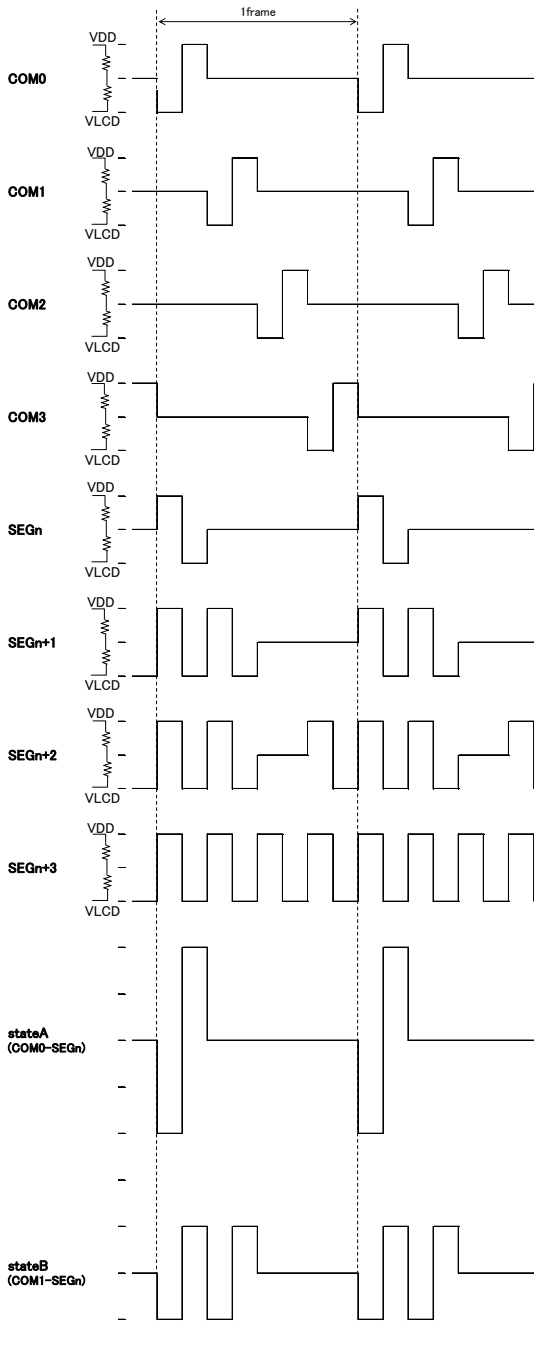 1frame
VDD
COM0
VLCD
VDD
COM1
VLCD
VDD
COM2
VLCD
VDD
COM3
VLCD
VDD
SEGn
VLCD
VDD
SEGn+1
VLCD
VDD
SEGn+2
VLCD
VDD
SEGn+3
VLCD
stateA
(COM0-SEGn)
stateB
(COM1-SEGn)